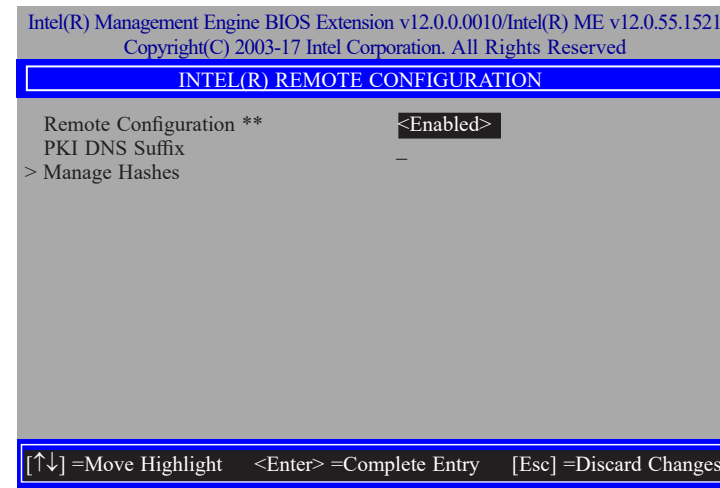 Intel(R) Management Engine BIOS Extension v12.0.0.0010/Intel(R) ME v12.0.55.1521
Copyright(C) 2003-17 Intel Corporation. All Rights Reserved
INTEL(R) REMOTE CONFIGURATION
Remote Configuration ** <Enabled>
PKI DNS Suffix _
> Manage Hashes
[↑↓] =Move Highlight <Enter> =Complete Entry [Esc] =Discard Changes